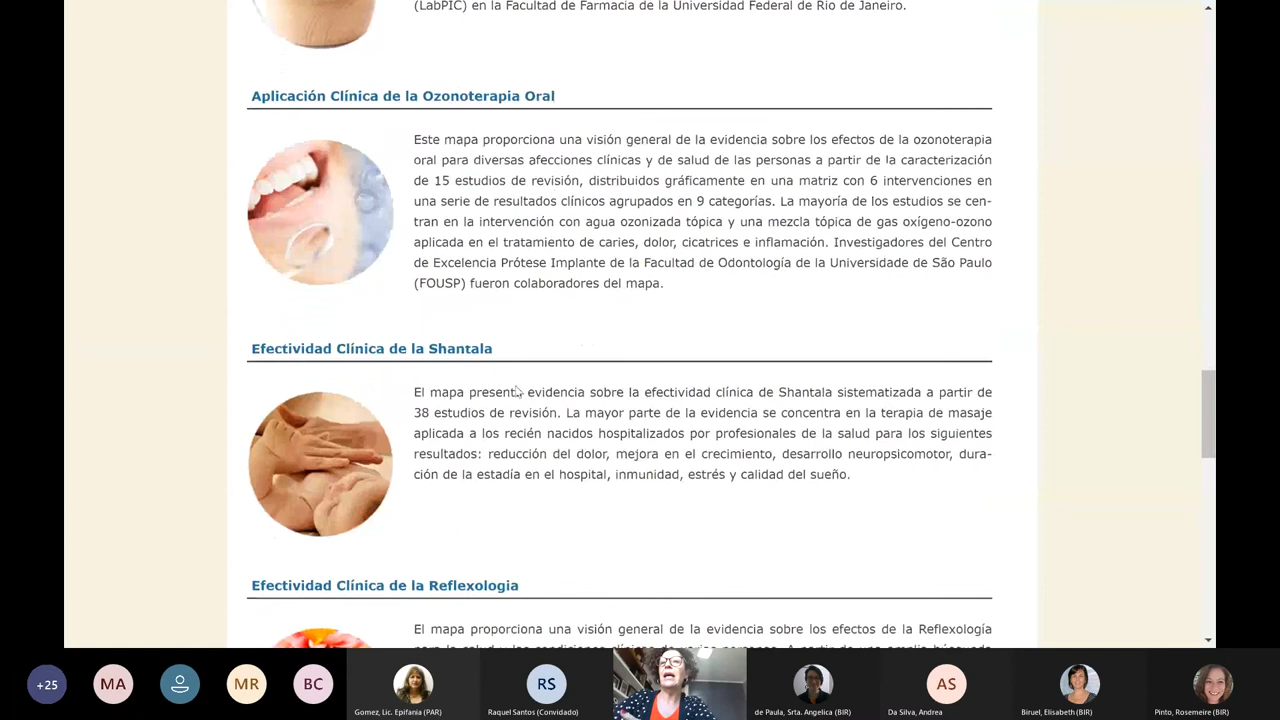 (LabPIC) en la Facultad de Farmacia de la Universidad Federal de Rio de Janeiro.
Aplicación Clínica de la Ozonoterapia Oral
Este mapa proporciona una visión general de la evidencia sobre los efectos de la ozonoterapia
oral para diversas afecciones clínicas y de salud de las personas a partir de la caracterización
de 15 estudios de revisión, distribuidos gráficamente en una matriz con 6 intervenciones en
una serie de resultados clínicos agrupados en 9 categorías. La mayoría de los estudios se cen-
tran en la intervención con agua ozonizada tópica y una mezcla tópica de gas oxígeno-ozono
aplicada en el tratamiento de caries, dolor, cicatrices e inflamación. Investigadores del Centro
de Excelencia Prótese Implante de la Facultad de Odontología de la Universidade de São Paulo
(FOUSP) fueron colaboradores del mapa.
Efectividad Clínica de la Shantala
El mapa presenta evidencia sobre la efectividad clínica de Shantala sistematizada a partir de
38 estudios de revisión. La mayor parte de la evidencia se concentra en la terapia de masaje
aplicada a los recién nacidos hospitalizados por profesionales de la salud para los siguientes
resultados: reducción del dolor, mejora en el crecimiento, desarrollo neuropsicomotor, dura-
ción de la estadía en el hospital, inmunidad, estrés y calidad del sueño.
Efectividad Clínica de la Reflexologia
El mapa proporciona una visión general de la evidencia sobre los efectos de la Reflexología
+25
MA
MR
BC
Gomez, Lic. Epifania (PAR)
RS
Raquel Santos (Convidado)
de Paula, Srta. Angelica (BIR)
AS
Da Silva, Andrea
Biruel, Elisabeth (BIR)
Pinto, Rosemeire (BIR)